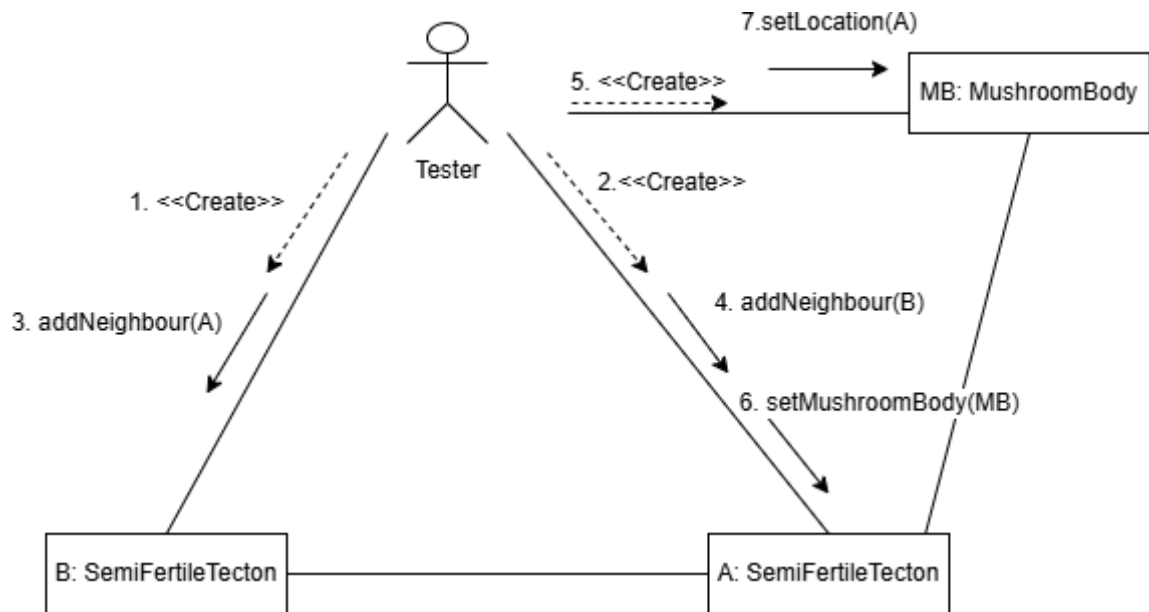 7.setLocation(A)
5. <<Create>>
MB: MushroomBody
Tester
1. <<Create>>
2.<<Create>>
3. addNeighbour(A)
4. addNeighbour(B)
6. setMushroomBody(MB)
B: SemiFertileTecton
A: SemiFertileTecton